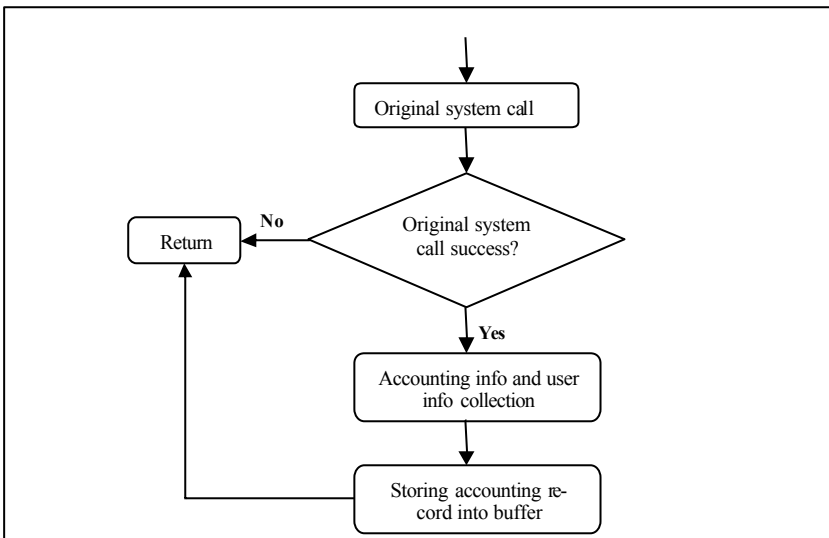 Original system call
Original system
call success?
No
Return
Yes
Accounting info and user
info collection
Storing accounting re-
cord into buffer